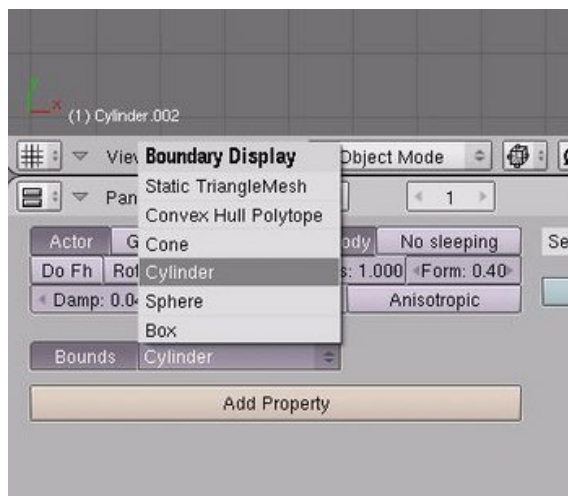 (1) Cylinder.002
Boundary Display
Object Mode
Static TriangleMesh
1
Convex Hull Polytope
Actor
Cone
No sleeping
Do Fh
Cylinder
1.000
Form: 0.40
Sphere
Anisotropic
Box
Bounds
Cylinder
Add Property